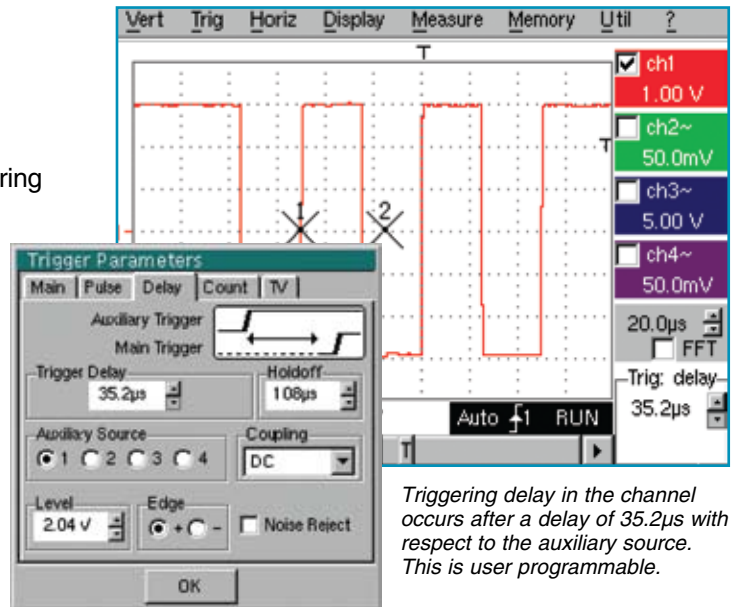 Vert Trig Horiz Display Measure Memory Util ?
T
ch1
1.00 V
ch2~
50.0mV
T
ch3~
5.00 V
ch4~
50.0mV
20.0µs
FFT
Trig: delay
35.2µs
ring
1 2
Auto 1 RUN
T
Trigger Parameters
Main Pulse Delay Count TV
Auxiliary Trigger
Main Trigger
Trigger Delay Holdoff
35.2µs 108µs
Auxiliary Source Coupling
1 2 3 4 DC
Level Edge
2.04 V + - Noise Reject
OK
Triggering delay in the channel
occurs after a delay of 35.2µs with
respect to the auxiliary source.
This is user programmable.